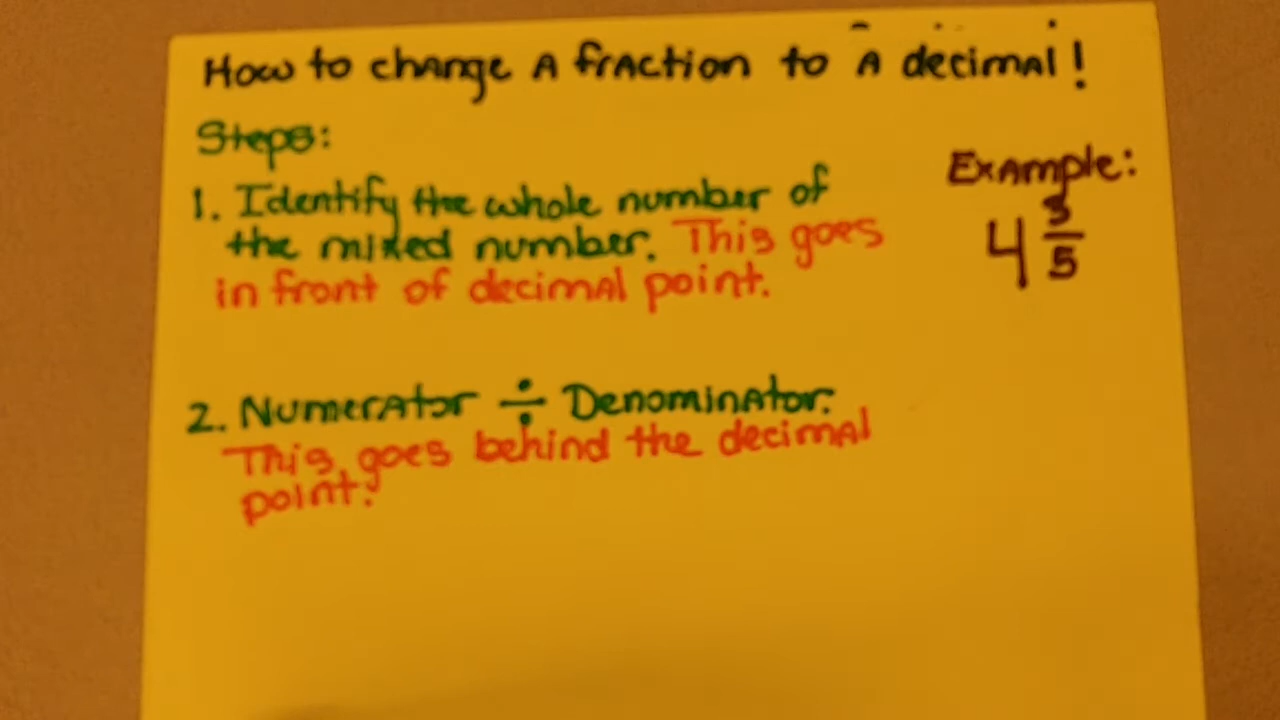 How to change A frAction to A decimAl!
Steps:
1. Identify the whole number of
the mixed number. This goes
in front of decimAl point.
2. NumerAtor ÷ DenominAtor.
This goes behind the decimAl
point.
ExAmple:
4 3/5